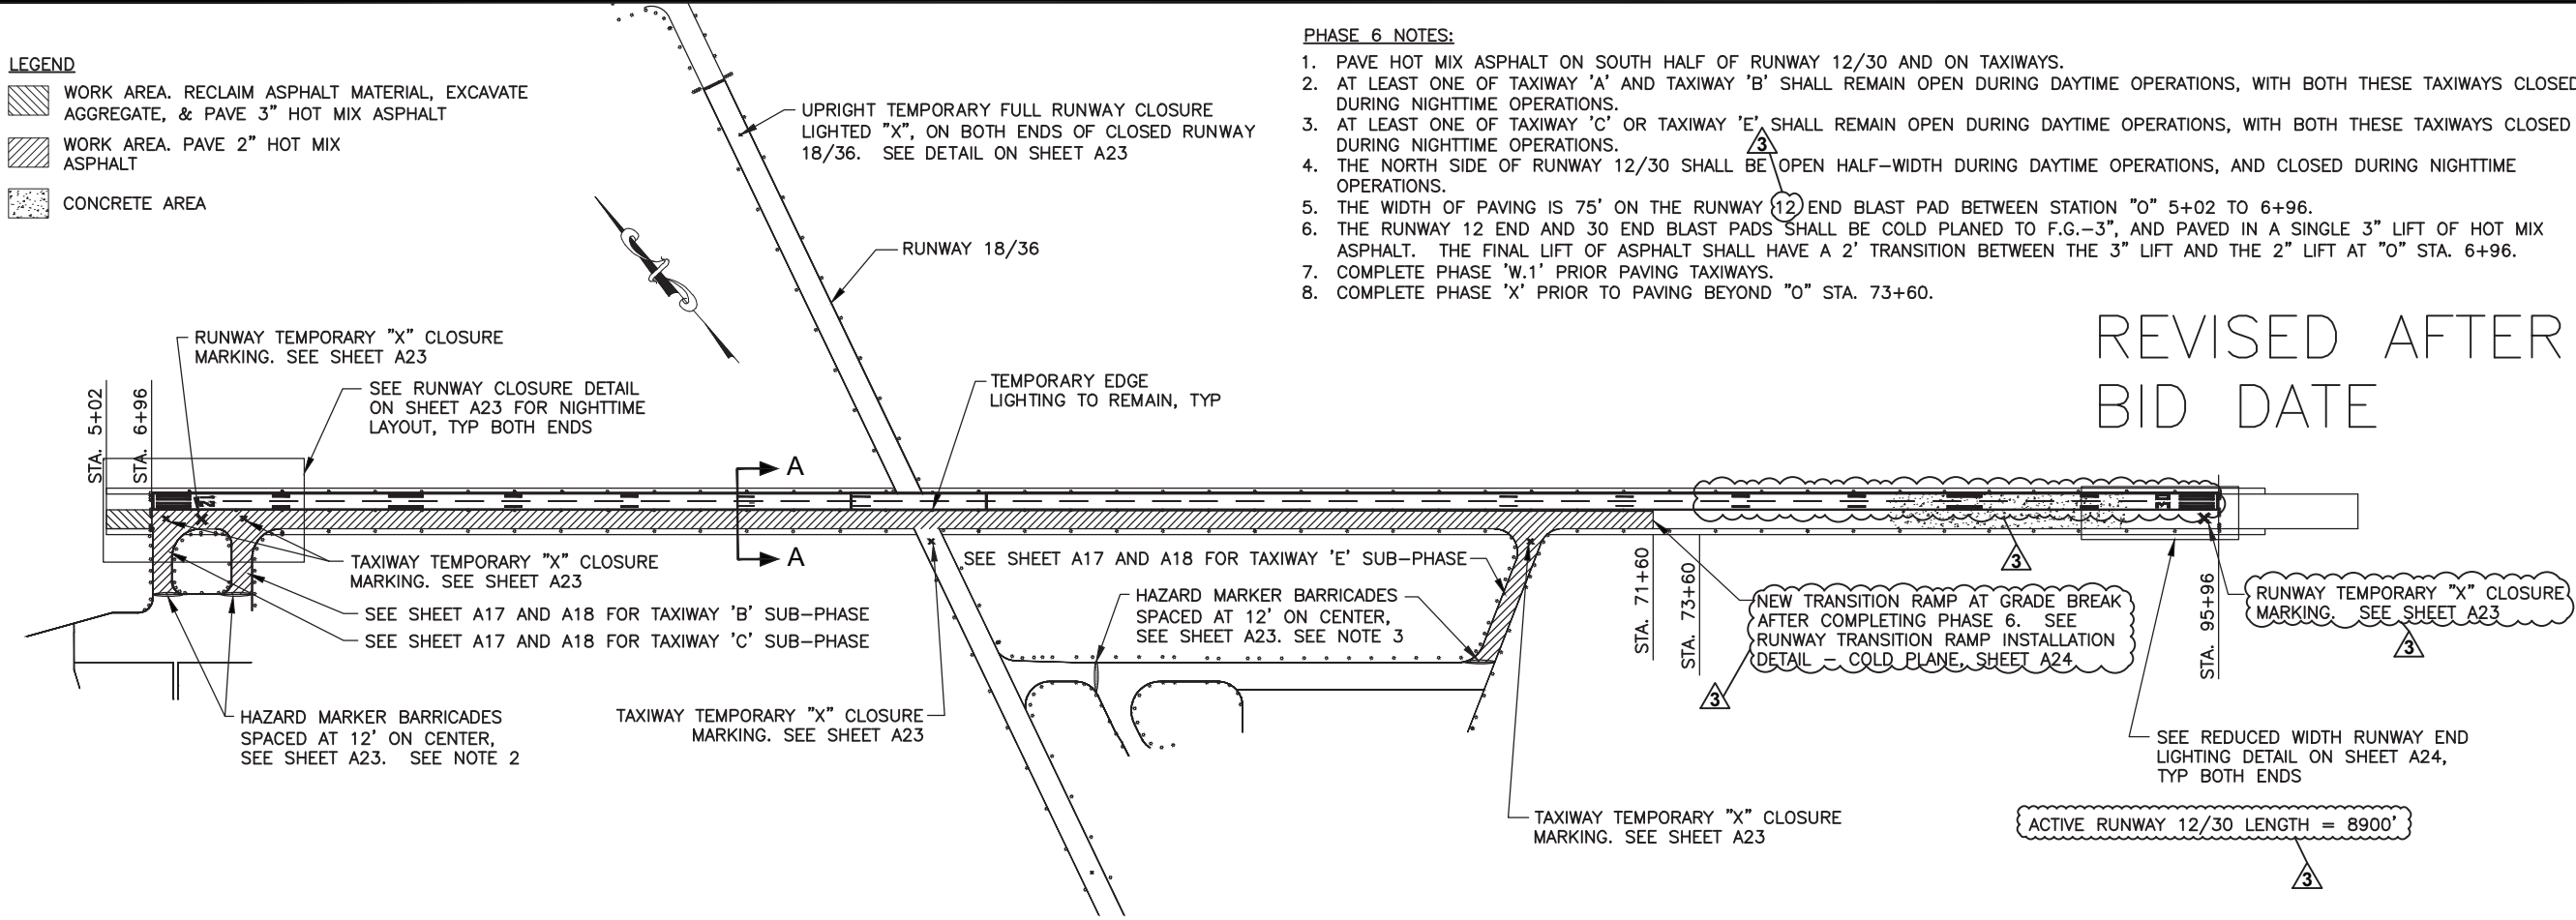 LEGEND
WORK AREA. RECLAIM ASPHALT MATERIAL, EXCAVATE
AGGREGATE, & PAVE 3" HOT MIX ASPHALT
WORK AREA. PAVE 2" HOT MIX
ASPHALT
CONCRETE AREA
UPRIGHT TEMPORARY FULL RUNWAY CLOSURE
LIGHTED "X", ON BOTH ENDS OF CLOSED RUNWAY
18/36. SEE DETAIL ON SHEET A23
RUNWAY 18/36
PHASE 6 NOTES:
1. PAVE HOT MIX ASPHALT ON SOUTH HALF OF RUNWAY 12/30 AND ON TAXIWAYS.
2. AT LEAST ONE OF TAXIWAY 'A' AND TAXIWAY 'B' SHALL REMAIN OPEN DURING DAYTIME OPERATIONS, WITH BOTH THESE TAXIWAYS CLOSED
DURING NIGHTTIME OPERATIONS.
3. AT LEAST ONE OF TAXIWAY 'C' OR TAXIWAY 'E' SHALL REMAIN OPEN DURING DAYTIME OPERATIONS, WITH BOTH THESE TAXIWAYS CLOSED
DURING NIGHTTIME OPERATIONS.
3
4. THE NORTH SIDE OF RUNWAY 12/30 SHALL BE OPEN HALF-WIDTH DURING DAYTIME OPERATIONS, AND CLOSED DURING NIGHTTIME
OPERATIONS.
5. THE WIDTH OF PAVING IS 75' ON THE RUNWAY 12 END BLAST PAD BETWEEN STATION "O" 5+02 TO 6+96.
6. THE RUNWAY 12 END AND 30 END BLAST PADS SHALL BE COLD PLANED TO F.G.-3", AND PAVED IN A SINGLE 3" LIFT OF HOT MIX
ASPHALT. THE FINAL LIFT OF ASPHALT SHALL HAVE A 2' TRANSITION BETWEEN THE 3" LIFT AND THE 2" LIFT AT "O" STA. 6+96.
7. COMPLETE PHASE 'W.1' PRIOR PAVING TAXIWAYS.
8. COMPLETE PHASE 'X' PRIOR TO PAVING BEYOND "O" STA. 73+60.
REVISED AFTER
BID DATE
RUNWAY TEMPORARY "X" CLOSURE
MARKING. SEE SHEET A23
SEE RUNWAY CLOSURE DETAIL
ON SHEET A23 FOR NIGHTTIME
LAYOUT, TYP BOTH ENDS
STA. 5+02
STA. 6+96
TEMPORARY EDGE
LIGHTING TO REMAIN, TYP
A
A
12
30
TAXIWAY TEMPORARY "X" CLOSURE
MARKING. SEE SHEET A23
SEE SHEET A17 AND A18 FOR TAXIWAY 'B' SUB-PHASE
SEE SHEET A17 AND A18 FOR TAXIWAY 'C' SUB-PHASE
HAZARD MARKER BARRICADES
SPACED AT 12' ON CENTER,
SEE SHEET A23. SEE NOTE 2
TAXIWAY TEMPORARY "X" CLOSURE
MARKING. SEE SHEET A23
SEE SHEET A17 AND A18 FOR TAXIWAY 'E' SUB-PHASE
HAZARD MARKER BARRICADES
SPACED AT 12' ON CENTER,
SEE SHEET A23. SEE NOTE 3
STA. 71+60
STA. 73+60
3
NEW TRANSITION RAMP AT GRADE BREAK
AFTER COMPLETING PHASE 6. SEE
RUNWAY TRANSITION RAMP INSTALLATION
DETAIL - COLD PLANE, SHEET A24
3
STA. 95+96
RUNWAY TEMPORARY "X" CLOSURE
MARKING. SEE SHEET A23
3
SEE REDUCED WIDTH RUNWAY END
LIGHTING DETAIL ON SHEET A24,
TYP BOTH ENDS
TAXIWAY TEMPORARY "X" CLOSURE
MARKING. SEE SHEET A23
ACTIVE RUNWAY 12/30 LENGTH = 8900'
3